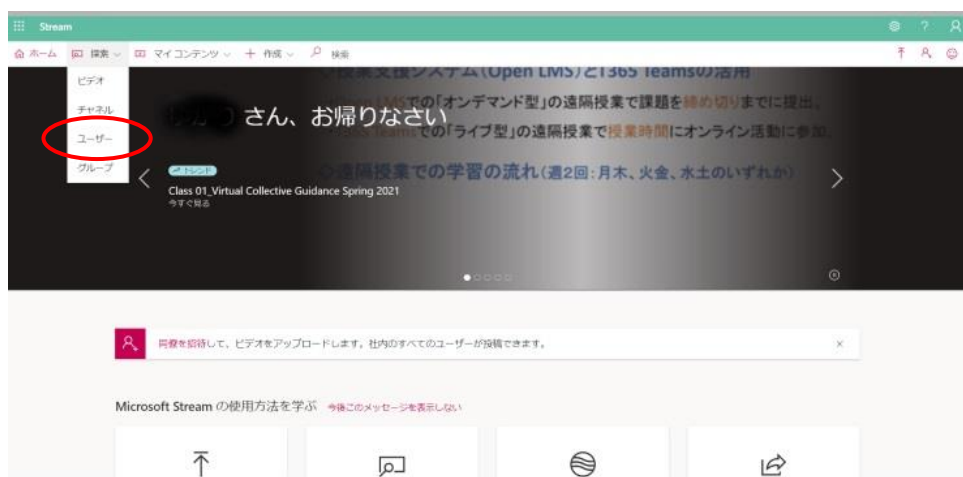 Stream
ホーム 探索 マイ コンテンツ 作成 検索
ビデオ
チャネル
ユーザー
グループ
授業支援システム(Open LMS)とT365 Teamsの活用
での「オンデマンド型」の遠隔授業で課題を締め切りまでに提出。
Teamsでの「ライブ型」の遠隔授業で授業時間にオンライン活動に参加
さん、お帰りなさい
遠隔授業での学習の流れ(週2回:月木、火金、水土のいずれか)
トレンド
Class 01_Virtual Collective Guidance Spring 2021
今すぐ見る
同僚を招待して、ビデオをアップロードします。社内のすべてのユーザーが投稿できます。
Microsoft Stream の使用方法を学ぶ 今後このメッセージを表示しない